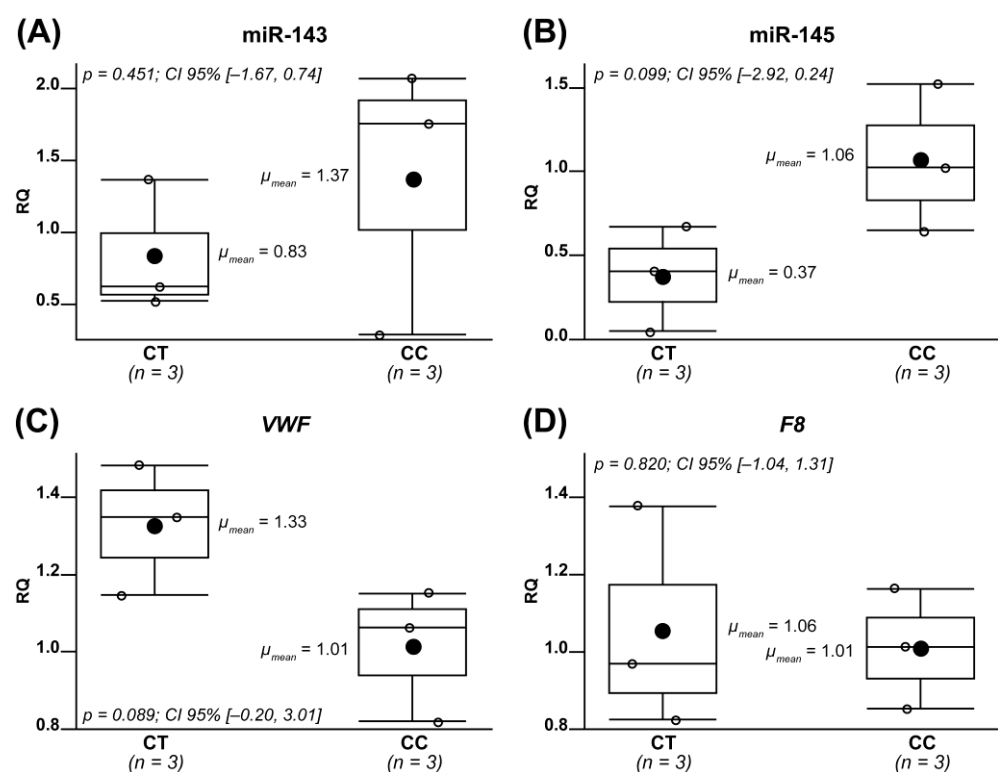 (A)
miR-143
p = 0.451; CI 95% [–1.67, 0.74]
RQ
2.0
1.5
1.0
0.5
μmean = 1.37
μmean = 0.83
CT
(n = 3)
CC
(n = 3)
(B)
miR-145
p = 0.099; CI 95% [–2.92, 0.24]
RQ
1.5
1.0
0.5
0.0
μmean = 1.06
μmean = 0.37
CT
(n = 3)
CC
(n = 3)
(C)
VWF
RQ
1.4
1.2
1.0
0.8
μmean = 1.33
μmean = 1.01
p = 0.089; CI 95% [–0.20, 3.01]
CT
(n = 3)
CC
(n = 3)
(D)
F8
p = 0.820; CI 95% [–1.04, 1.31]
RQ
1.4
1.2
1.0
0.8
μmean = 1.06
μmean = 1.01
CT
(n = 3)
CC
(n = 3)